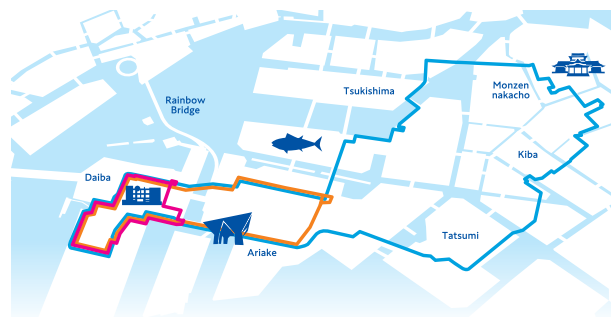 Tsukishima
Monzen
nakacho
Rainbow
Bridge
Kiba
Daiba
Tatsumi
Ariake